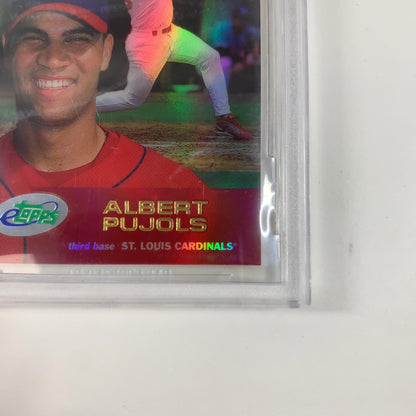 etopps
ALBERT
PUJOLS
third base ST. LOUIS CARDINALS®